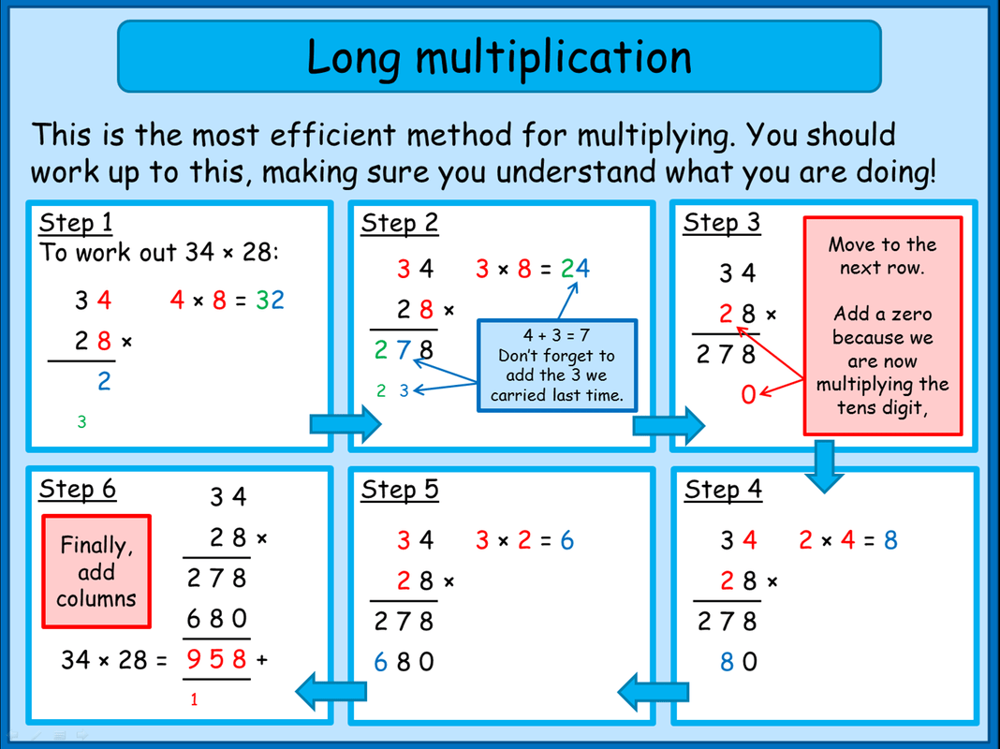 Long multiplication
This is the most efficient method for multiplying. You should
work up to this, making sure you understand what you are doing!
Step 1
To work out 34 × 28:
3 4
4 × 8 = 32
2 8 ×
2
3
Step 2
3 4
3 × 8 = 24
2 8 ×
2 7 8
2 3
4 + 3 = 7
Don't forget to
add the 3 we
carried last time.
Step 3
3 4
2 8 ×
2 7 8
0
Move to the
next row.
Add a zero
because we
are now
multiplying the
tens digit,
Step 4
3 4
2 × 4 = 8
2 8 ×
2 7 8
8 0
Step 5
3 4
3 × 2 = 6
2 8 ×
2 7 8
6 8 0
Step 6
Finally,
add
columns
3 4
2 8 ×
2 7 8
6 8 0
34 × 28 = 9 5 8 +
1